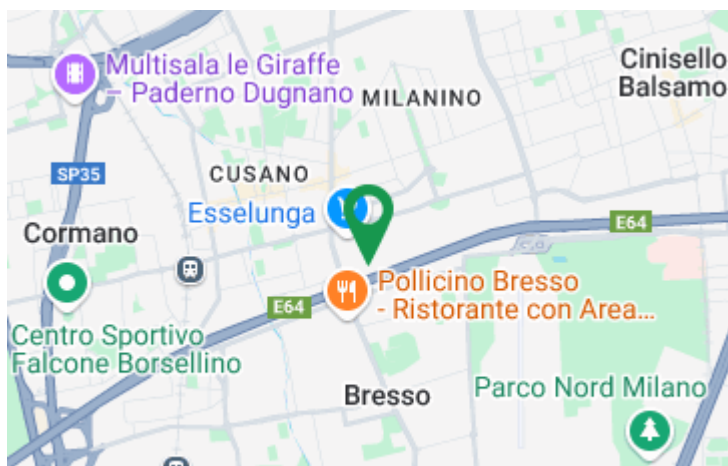 Multisala le Giraffe
– Paderno Dugnano
MILANINO
Cinisello
Balsamo
SP35
CUSANO
Esselunga
Cormano
E64
Pollicino Bresso
- Ristorante con Area...
E64
Centro Sportivo
Falcone Borsellino
Bresso
Parco Nord Milano